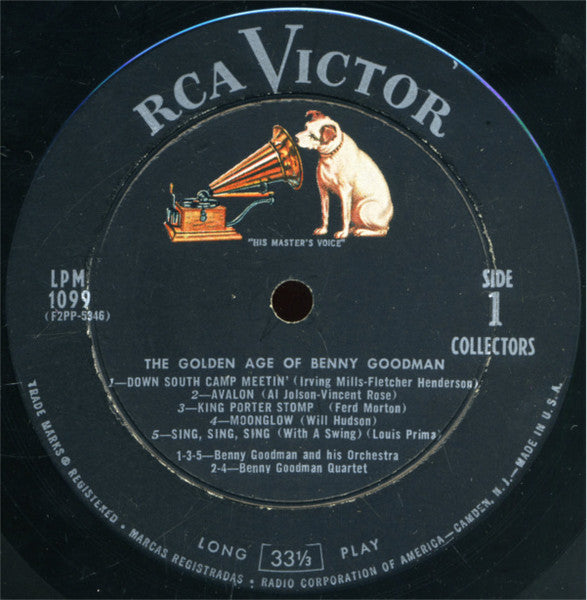 RCA VICTOR
"HIS MASTER'S VOICE"
LPM
1099
(F2PP-5346)
SIDE
1
COLLECTORS
THE GOLDEN AGE OF BENNY GOODMAN
1—DOWN SOUTH CAMP MEETIN' (Irving Mills-Fletcher Henderson)
2—AVALON (Al Jolson-Vincent Rose)
3—KING PORTER STOMP (Ferd Morton)
4—MOONGLOW (Will Hudson)
5—SING, SING, SING (With A Swing) (Louis Prima)
1-3-5—Benny Goodman and his Orchestra
2-4—Benny Goodman Quartet
LONG 33⅓ PLAY
TRADE MARKS ® REGISTERED • MARCAS REGISTRADAS • RADIO CORPORATION OF AMERICA—CAMDEN, N. J.—MADE IN U.S.A.